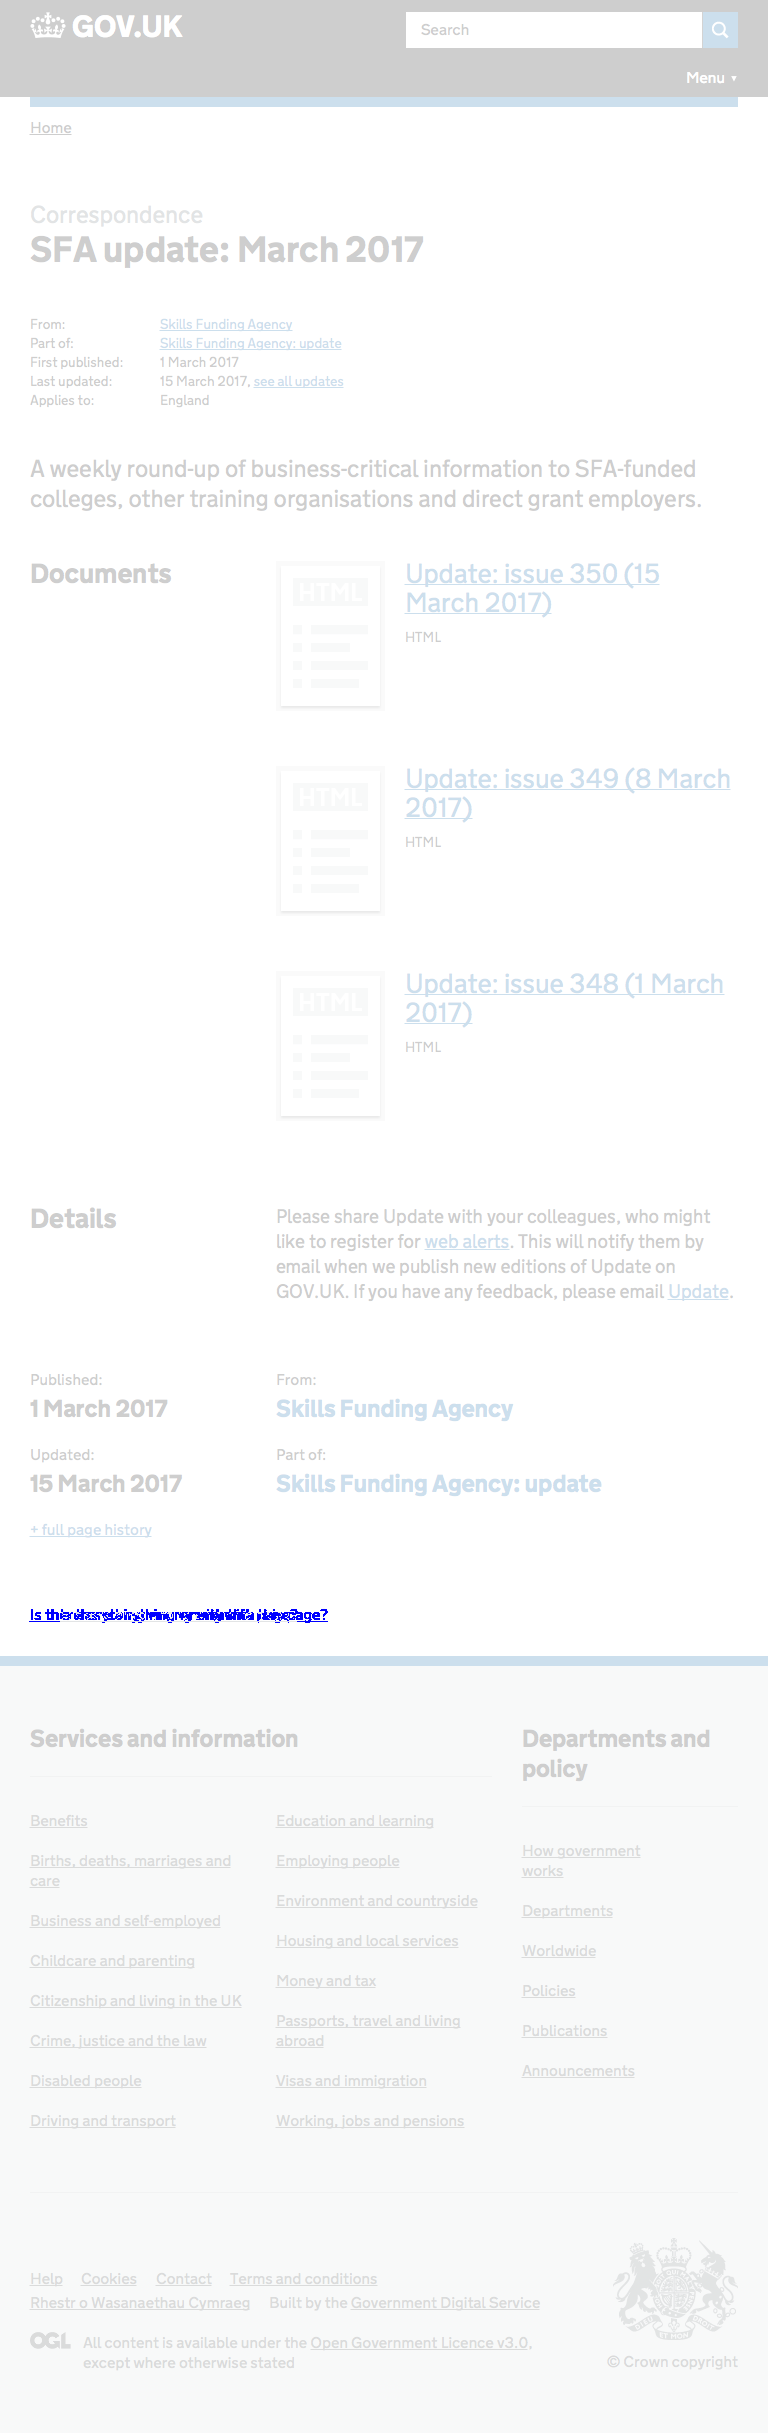 GOV.UK
Search
Menu ▼
Home
Correspondence
SFA update: March 2017
From: Skills Funding Agency
Part of: Skills Funding Agency: update
First published: 1 March 2017
Last updated: 15 March 2017, see all updates
Applies to: England
A weekly round-up of business-critical information to SFA-funded
colleges, other training organisations and direct grant employers.
Documents
HTML
Update: issue 350 (15
March 2017)
HTML
HTML
Update: issue 349 (8 March
2017)
HTML
HTML
Update: issue 348 (1 March
2017)
HTML
Details
Please share Update with your colleagues, who might
like to register for web alerts. This will notify them by
email when we publish new editions of Update on
GOV.UK. If you have any feedback, please email Update.
Published:
1 March 2017
From:
Skills Funding Agency
Updated:
15 March 2017
Part of:
Skills Funding Agency: update
+ full page history
Services and information
Benefits
Births, deaths, marriages and
care
Business and self-employed
Childcare and parenting
Citizenship and living in the UK
Crime, justice and the law
Disabled people
Driving and transport
Education and learning
Employing people
Environment and countryside
Housing and local services
Money and tax
Passports, travel and living
abroad
Visas and immigration
Working, jobs and pensions
Departments and
policy
How government
works
Departments
Worldwide
Policies
Publications
Announcements
Help Cookies Contact Terms and conditions
Rhestr o Wasanaethau Cymraeg Built by the Government Digital Service
OGL All content is available under the Open Government Licence v3.0,
except where otherwise stated
© Crown copyright